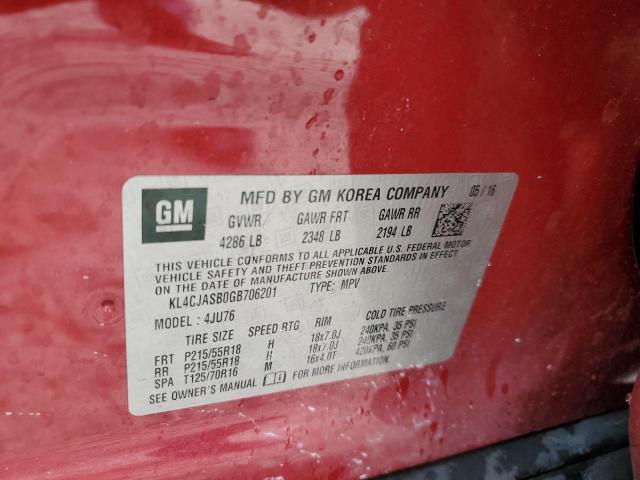 GM
MFD BY GM KOREA COMPANY 05/16
GVWR GAWR FRT GAWR RR
4286 LB 2348 LB 2194 LB
THIS VEHICLE CONFORMS TO ALL APPLICABLE U.S. FEDERAL MOTOR
VEHICLE SAFETY AND THEFT PREVENTION STANDARDS IN EFFECT
ON THE DATE OF MANUFACTURE SHOWN ABOVE.
KL4CJASB0GB706201 TYPE: MPV
MODEL: 4JU76
TIRE SIZE SPEED RTG RIM COLD TIRE PRESSURE
FRT P215/55R18 H 18x7.0J 240KPA, 35 PSI
RR P215/55R18 H 18x7.0J 240KPA, 35 PSI
SPA T125/70R16 M 16x4.0T 420KPA, 60 PSI
SEE OWNER'S MANUAL FOR MORE INFORMATION.